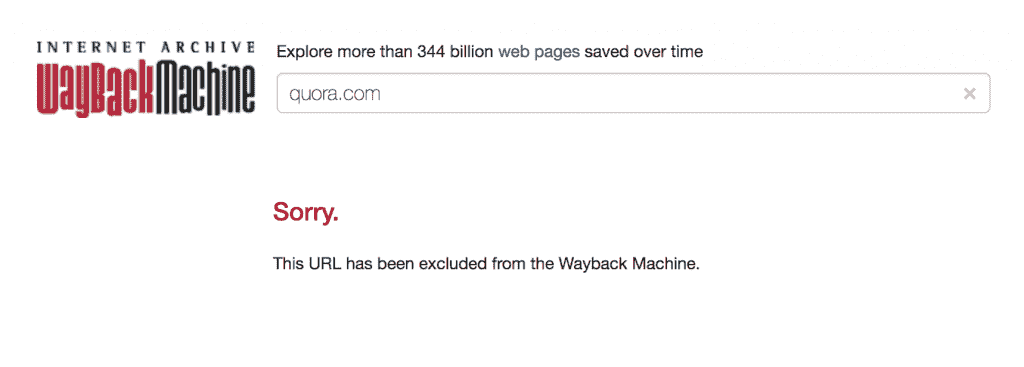 INTERNET ARCHIVE
WayBackMachine
Explore more than 344 billion web pages saved over time
quora.com ×
Sorry.
This URL has been excluded from the Wayback Machine.